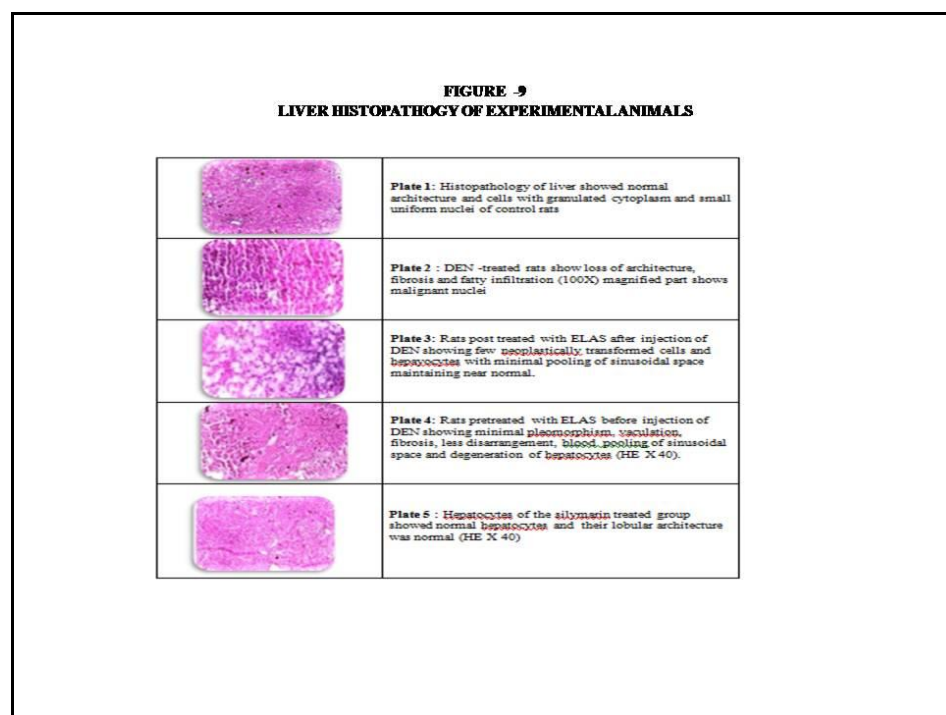 FIGURE -9
LIVER HISTOPATHOGY OF EXPERIMENTAL ANIMALS
Plate 1: Histopathology of liver showed normal
architecture and cells with granulated cytoplasm and small
uniform nuclei of control rats
Plate 2 : DEN -treated rats show loss of architecture,
fibrosis and fatty infiltration (100X) magnified part shows
malignant nuclei
Plate 3: Rats post treated with ELAS after injection of
DEN showing few neoplastically transformed cells and
hepayocytes with minimal pooling of sinusoidal space
maintaining near normal.
Plate 4: Rats pretreated with ELAS before injection of
DEN showing minimal pleomorphism, vaculation,
fibrosis, less disarrangement, blood pooling of sinusoidal
space and degeneration of hepatocytes (HE X 40).
Plate 5 : Hepatocytes of the silymarin treated group
showed normal hepatocytes and their lobular architecture
was normal (HE X 40)